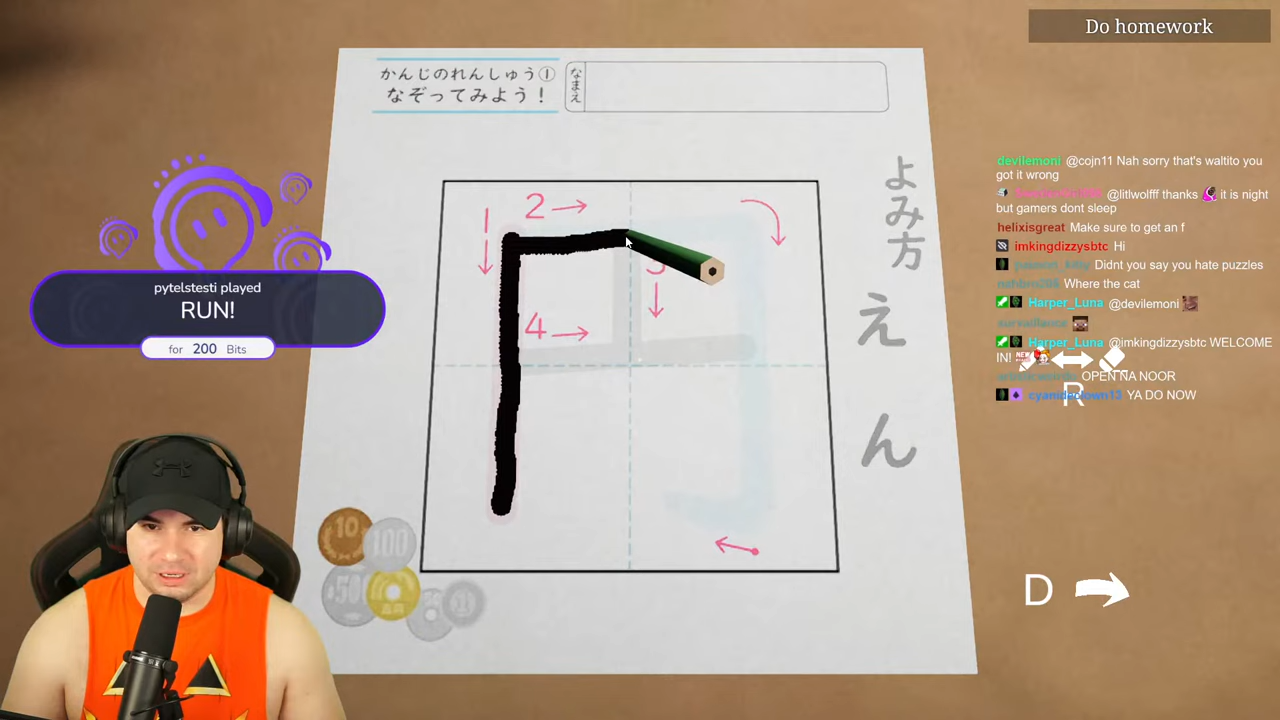 Do homework
かんじのれんしゅう①
なぞってみよう！
なまえ
よみ方
えん
2
3
4
10
100
50
pytelstesti played
RUN!
for 200 Bits
devilemoni @cojn11 Nah sorry that's waltito you
got it wrong
@litlwolfff thanks it is night
but gamers dont sleep
helixisgreat Make sure to get an f
imkingdizzysbtc Hi
Didnt you say you hate puzzles
Where the cat
Harper_Luna @devilemoni
Harper_Luna @imkingdizzysbtc WELCOME
IN!
OPEN NA NOOR
cyanideclown13 YA DO NOW
R
D